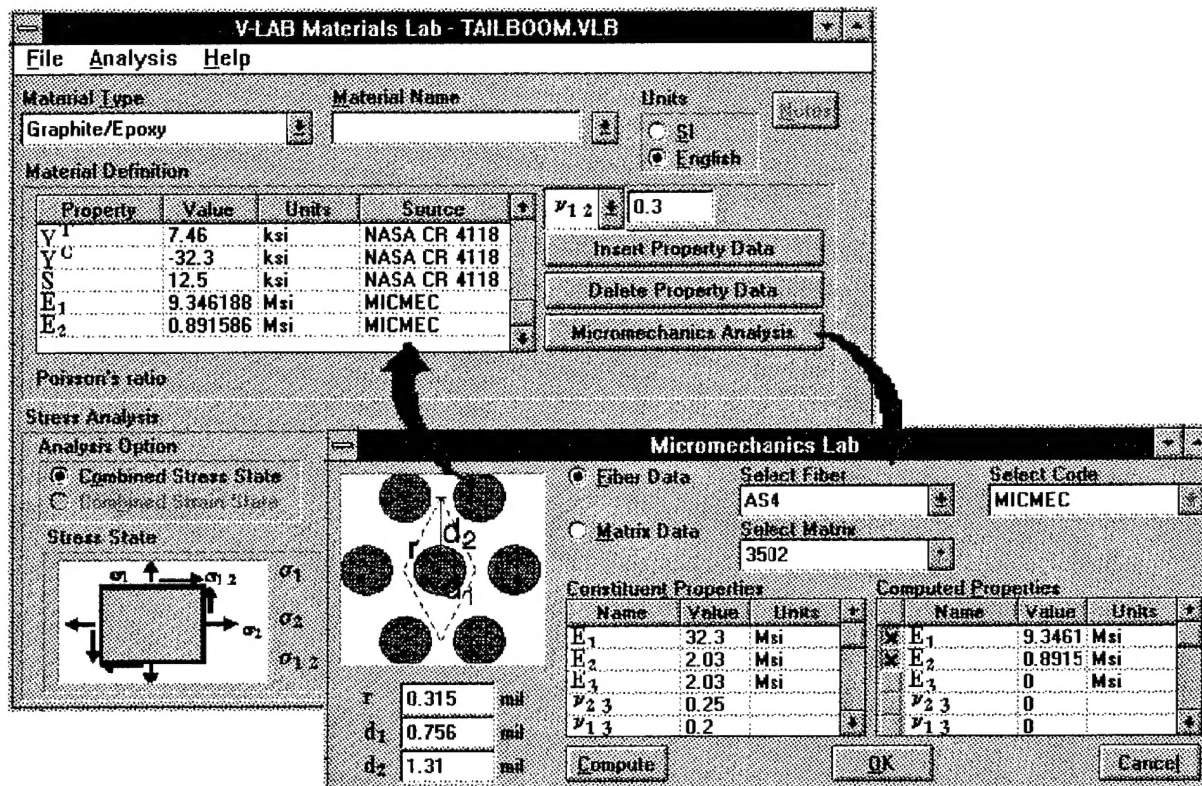 V-LAB Materials Lab - TAILBOOM.VLB
File Analysis Help
Material Type
Material Name
Units
Notes
Graphite/Epoxy
SI
English
Material Definition
Property Value Units Source
Y^T 7.46 ksi NASA CR 4118
Y^C -32.3 ksi NASA CR 4118
S 12.5 ksi NASA CR 4118
E₁ 9.346188 Msi MICMEC
E₂ 0.891586 Msi MICMEC
ν₁₂ 0.3
Insert Property Data
Delete Property Data
Micromechanics Analysis
Poisson's ratio
Stress Analysis
Analysis Option
Combined Stress State
Combined Strain State
Stress State
σ₁ σ₁₂
σ₂
σ₁
σ₂
σ₁₂
Micromechanics Lab
Fiber Data
Matrix Data
Select Fiber
AS4
Select Matrix
3502
Select Code
MICMEC
r d₂
d₁
r 0.315 mil
d₁ 0.756 mil
d₂ 1.31 mil
Constituent Properties
Name Value Units
E₁ 32.3 Msi
E₂ 2.03 Msi
E₃ 2.03 Msi
ν₂₃ 0.25
ν₁₃ 0.2
Computed Properties
Name Value Units
E₁ 9.3461 Msi
E₂ 0.8915 Msi
E₃ 0 Msi
ν₂₃ 0
ν₁₃ 0
Compute
OK
Cancel